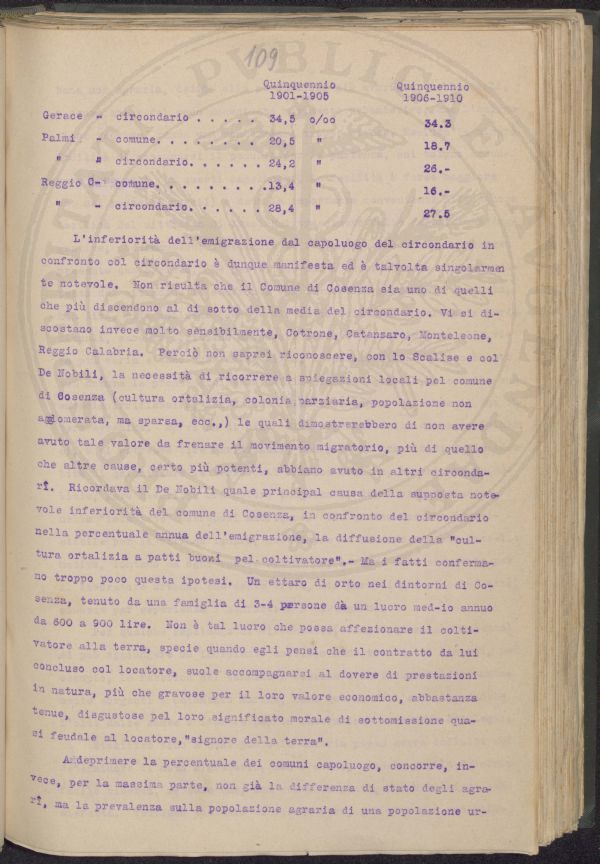 109
Quinquennio Quinquennio
1901-1905 1906-1910
Gerace - circondario . . . . . . 34,5 o/oo 34.3
Palmi - comune. . . . . . . . . 20,5 " 18.7
" " circondario. . . . . . . 24,2 " 26.-
Reggio C- comune. . . . . . . . .13,4 " 16.-
" - circondario. . . . . . . 28,4 " 27.5
L'inferiorità dell'emigrazione dal capoluogo del circondario in
confronto col circondario è dunque manifesta ed è talvolta singolarmen
te notevole. Non risulta che il Comune di Cosenza sia uno di quelli
che più discendono al di sotto della media del circondario. Vi si di-
scostano invece molto sensibilmente, Cotrone, Catanzaro, Monteleone,
Reggio Calabria. Perciò non saprei riconoscere, con lo Scalise e col
De Nobili, la necessità di ricorrere a spiegazioni locali pel comune
di Cosenza (cultura ortalizia, colonia parziaria, popolazione non
agglomerata, ma sparsa, ecc.,) le quali dimostrerebbero di non avere
avuto tale valore da frenare il movimento migratorio, più di quello
che altre cause, certo più potenti, abbiano avuto in altri circonda-
rî. Ricordava il De Nobili quale principal causa della supposta note-
vole inferiorità del comune di Cosenza, in confronto del circondario
nella percentuale annua dell'emigrazione, la diffusione della "cul-
tura ortalizia a patti buoni pel coltivatore".- Ma i fatti conferma-
no troppo poco questa ipotesi. Un ettaro di orto nei dintorni di Co-
senza, tenuto da una famiglia di 3-4 persone dà un lucro med-io annuo
da 600 a 900 lire. Non è tal lucro che possa affezionare il colti-
vatore alla terra, specie quando egli pensi che il contratto da lui
concluso col locatore, suole accompagnarsi al dovere di prestazioni
in natura, più che gravose per il loro valore economico, abbastanza
tenue, disgustose pel loro significato morale di sottomissione qua-
si feudale al locatore,"signore della terra".
A deprimere la percentuale dei comuni capoluogo, concorre, in-
vece, per la massima parte, non già la differenza di stato degli agra-
rî, ma la prevalenza sulla popolazione agraria di una popolazione ur-